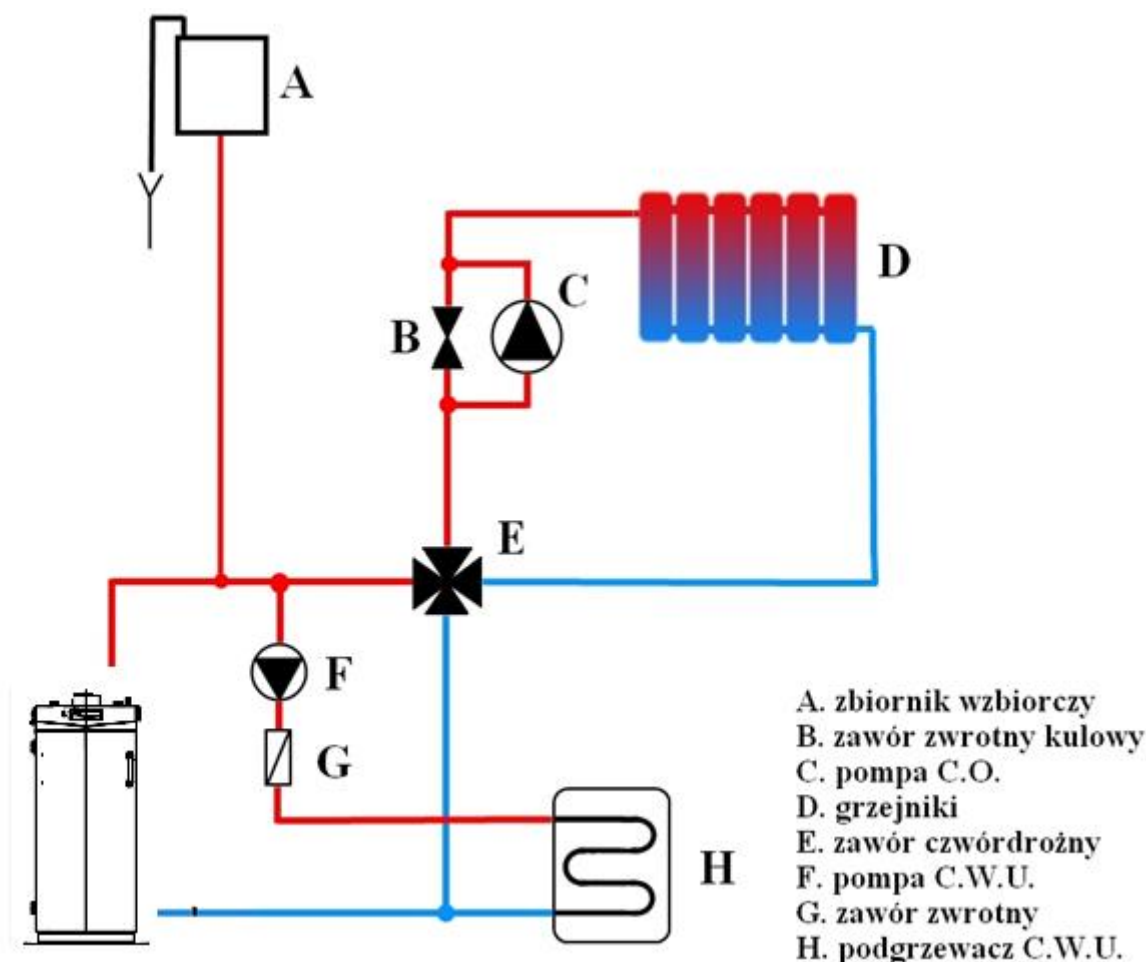 A
B
C
D
E
F
G
H
A. zbiornik wzbiorczy
B. zawór zwrotny kulowy
C. pompa C.O.
D. grzejniki
E. zawór czwórdrożny
F. pompa C.W.U.
G. zawór zwrotny
H. podgrzewacz C.W.U.